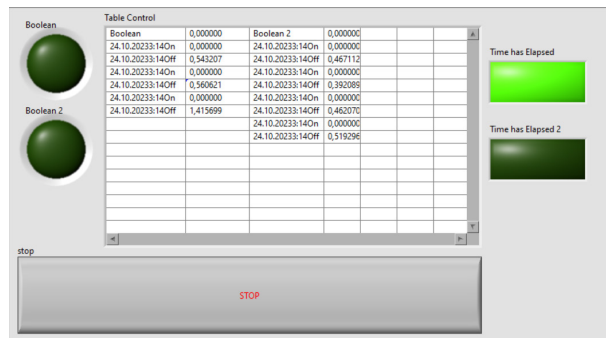 Boolean
Table Control
Boolean 0,000000 Boolean 2 0,000000
24.10.20233:14On 0,000000 24.10.20233:14On 0,000000
24.10.20233:14Off 0,543207 24.10.20233:14Off 0,467112
24.10.20233:14On 0,000000 24.10.20233:14On 0,000000
24.10.20233:14Off 0,560621 24.10.20233:14Off 0,392089
24.10.20233:14On 0,000000 24.10.20233:14On 0,000000
24.10.20233:14Off 1,415699 24.10.20233:14Off 0,462070
24.10.20233:14On 0,000000
24.10.20233:14Off 0,519296
Time has Elapsed
Boolean 2
Time has Elapsed 2
stop
STOP